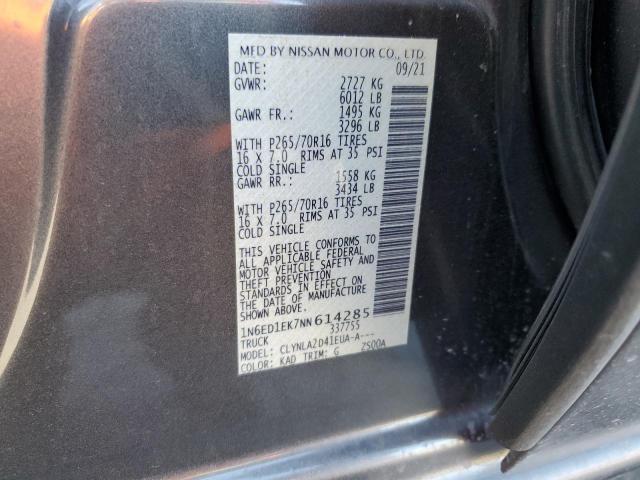 MFD BY NISSAN MOTOR CO., LTD.
DATE: 09/21
GVWR: 2727 KG
6012 LB
GAWR FR.: 1495 KG
3296 LB
WITH P265/70R16 TIRES
16 X 7.0 RIMS AT 35 PSI
COLD SINGLE
GAWR RR.: 1558 KG
3434 LB
WITH P265/70R16 TIRES
16 X 7.0 RIMS AT 35 PSI
COLD SINGLE
THIS VEHICLE CONFORMS TO
ALL APPLICABLE FEDERAL
MOTOR VEHICLE SAFETY AND
THEFT PREVENTION
STANDARDS IN EFFECT ON
THE DATE OF MANUFACTURE
SHOWN ABOVE.
1N6ED1EK7NN614285
TRUCK 337755
MODEL: CLYNLA2D41EUA-A---
COLOR: KAD TRIM: G 2500A